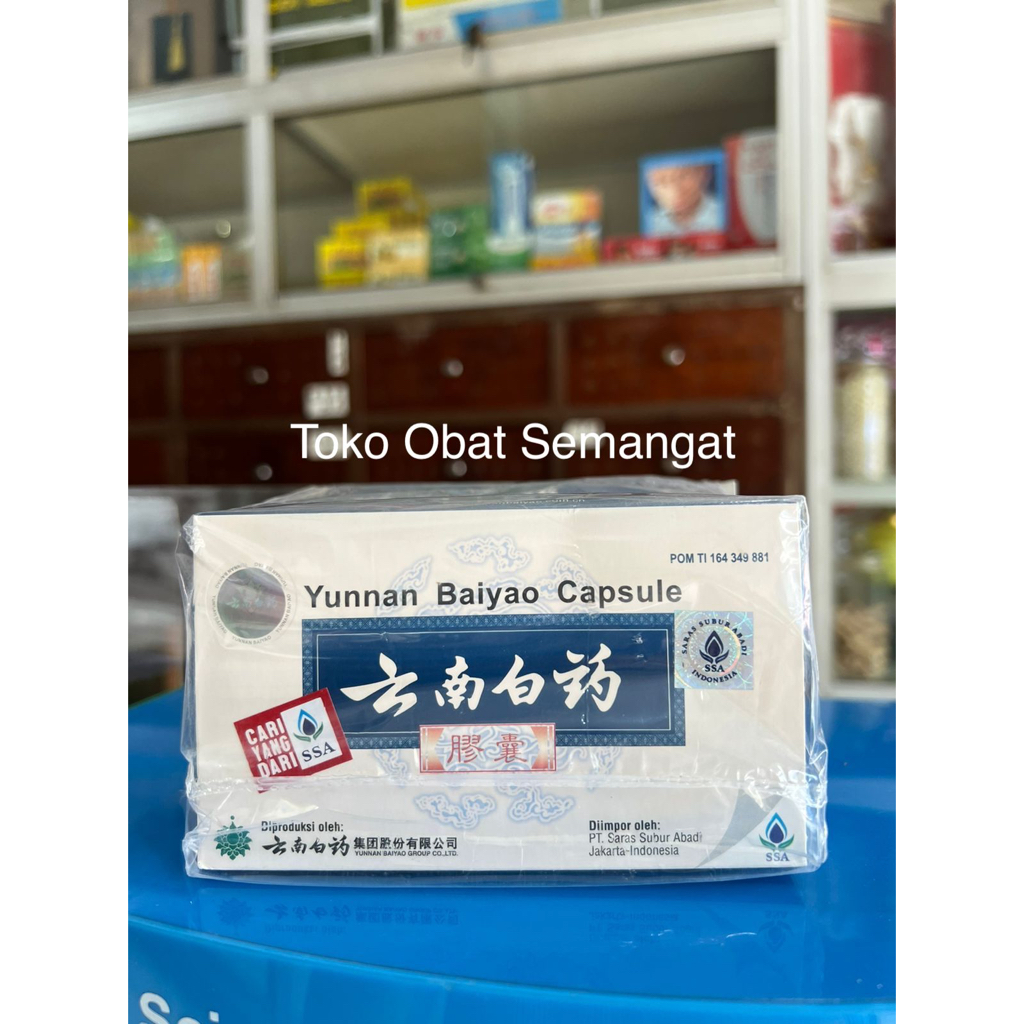 Toko Obat Semangat
POM TI 164 349 881
Yunnan Baiyao Capsule
SARAS SUBUR ABADI
SSA
INDONESIA
云南白药
膠囊
CARI
YANG
DARI
SSA
Diproduksi oleh:
云南白药集团股份有限公司
YUNNAN BAIYAO GROUP CO.,LTD.
Diimpor oleh:
PT. Saras Subur Abadi
Jakarta-Indonesia
SSA